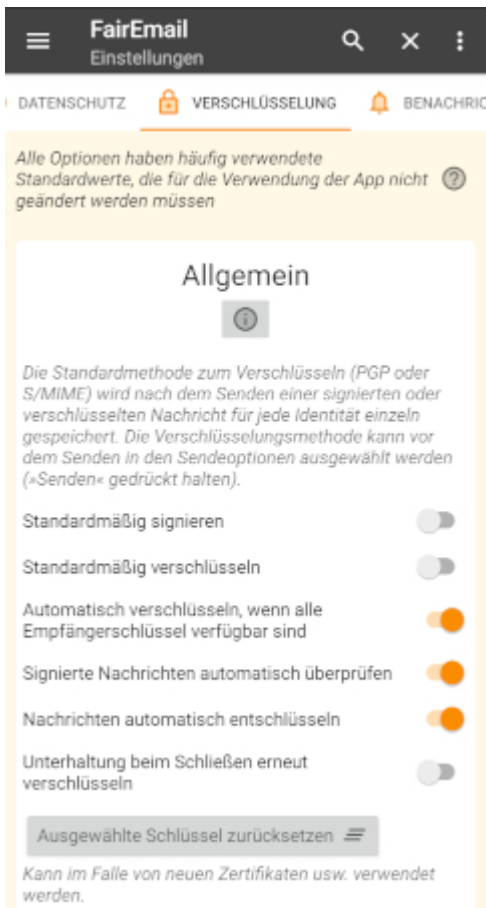 FairEmail
Einstellungen
DATENSCHUTZ
VERSCHLÜSSELUNG
BENACHRIC
Alle Optionen haben häufig verwendete
Standardwerte, die für die Verwendung der App nicht
geändert werden müssen
Allgemein
Die Standardmethode zum Verschlüsseln (PGP oder
S/MIME) wird nach dem Senden einer signierten oder
verschlüsselten Nachricht für jede Identität einzeln
gespeichert. Die Verschlüsselungsmethode kann vor
dem Senden in den Sendeoptionen ausgewählt werden
(»Senden« gedrückt halten).
Standardmäßig signieren
Standardmäßig verschlüsseln
Automatisch verschlüsseln, wenn alle
Empfängerschlüssel verfügbar sind
Signierte Nachrichten automatisch überprüfen
Nachrichten automatisch entschlüsseln
Unterhaltung beim Schließen erneut
verschlüsseln
Ausgewählte Schlüssel zurücksetzen
Kann im Falle von neuen Zertifikaten usw. verwendet
werden.